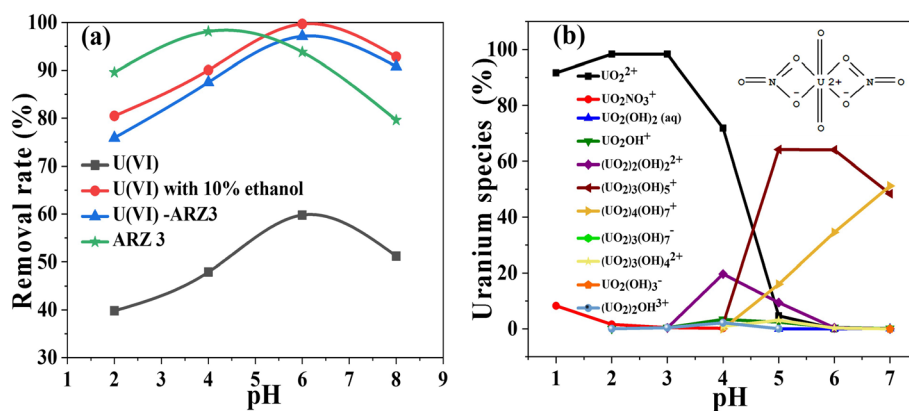 (a)
Removal rate (%)
100
90
80
70
60
50
40
30
U(VI)
U(VI) with 10% ethanol
U(VI) -ARZ3
ARZ 3
1 2 3 4 5 6 7 8 9
pH
(b)
Uranium species (%)
100
80
60
40
20
0
UO₂²⁺
UO₂NO₃⁺
UO₂(OH)₂ (aq)
UO₂OH⁺
(UO₂)₂(OH)₂²⁺
(UO₂)₃(OH)₅⁺
(UO₂)₄(OH)₇⁺
(UO₂)₃(OH)₇⁻
(UO₂)₃(OH)₄²⁺
UO₂(OH)₃⁻
(UO₂)₂OH³⁺
O
O O
O=N U 2+ N=O
O⁻ O⁻
O
1 2 3 4 5 6 7
pH